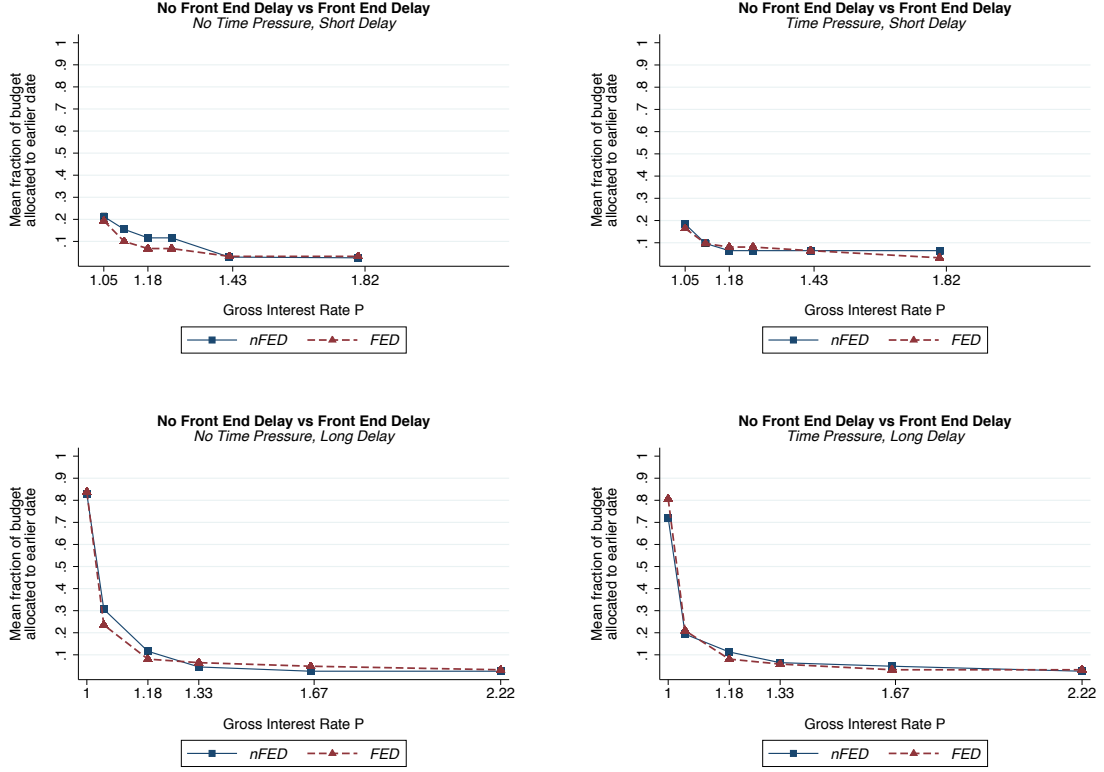 No Front End Delay vs Front End Delay
No Time Pressure, Short Delay
Mean fraction of budget
allocated to earlier date
1
.9
.8
.7
.6
.5
.4
.3
.2
.1
1.05
1.18
1.43
1.82
Gross Interest Rate P
nFED
FED
No Front End Delay vs Front End Delay
Time Pressure, Short Delay
Mean fraction of budget
allocated to earlier date
1
.9
.8
.7
.6
.5
.4
.3
.2
.1
1.05
1.18
1.43
1.82
Gross Interest Rate P
nFED
FED
No Front End Delay vs Front End Delay
No Time Pressure, Long Delay
Mean fraction of budget
allocated to earlier date
1
.9
.8
.7
.6
.5
.4
.3
.2
.1
1
1.18
1.33
1.67
2.22
Gross Interest Rate P
nFED
FED
No Front End Delay vs Front End Delay
Time Pressure, Long Delay
Mean fraction of budget
allocated to earlier date
1
.9
.8
.7
.6
.5
.4
.3
.2
.1
1
1.18
1.33
1.67
2.22
Gross Interest Rate P
nFED
FED